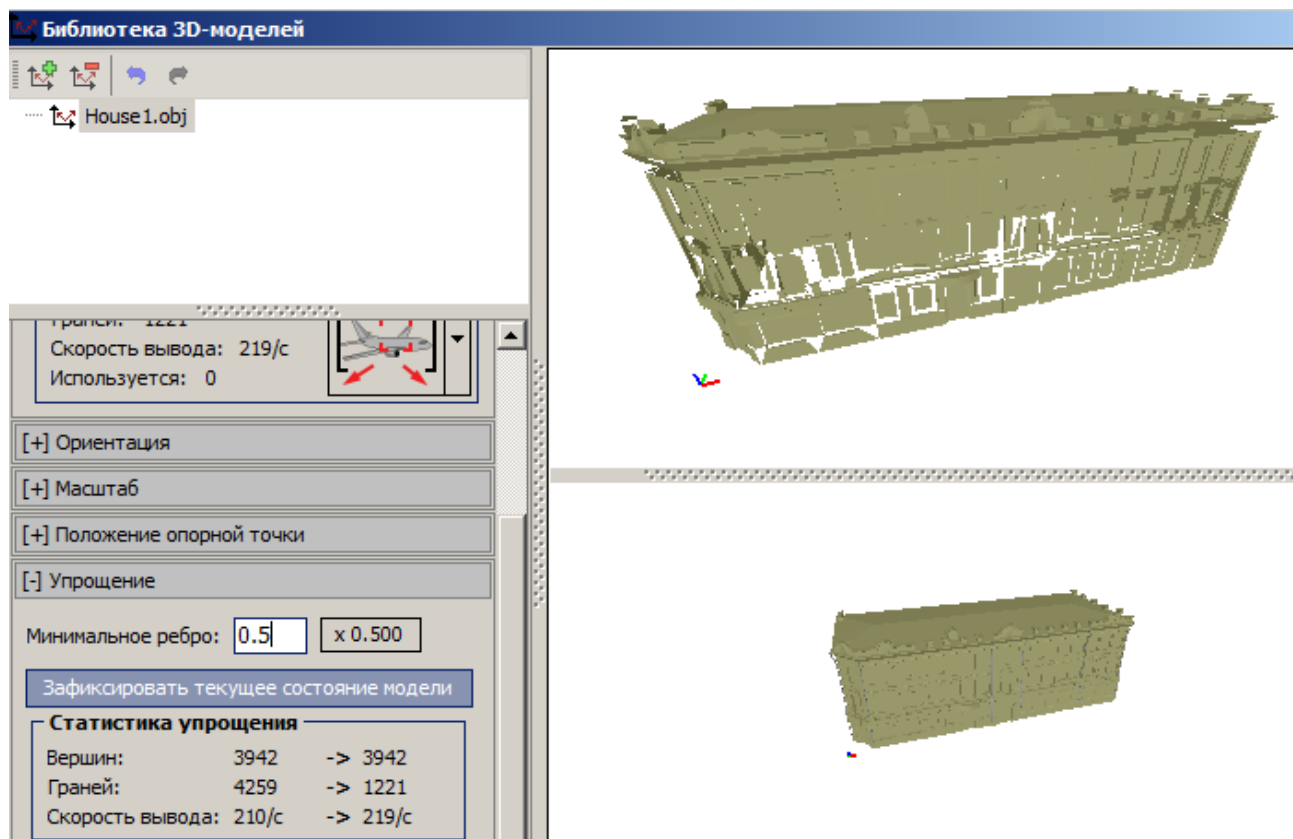 Библиотека 3D-моделей
House1.obj
Граней: 1221
Скорость вывода: 219/с
Используется: 0
[+] Ориентация
[+] Масштаб
[+] Положение опорной точки
[-] Упрощение
Минимальное ребро: 0.5 x 0.500
Зафиксировать текущее состояние модели
Статистика упрощения
Вершин: 3942 -> 3942
Граней: 4259 -> 1221
Скорость вывода: 210/с -> 219/с